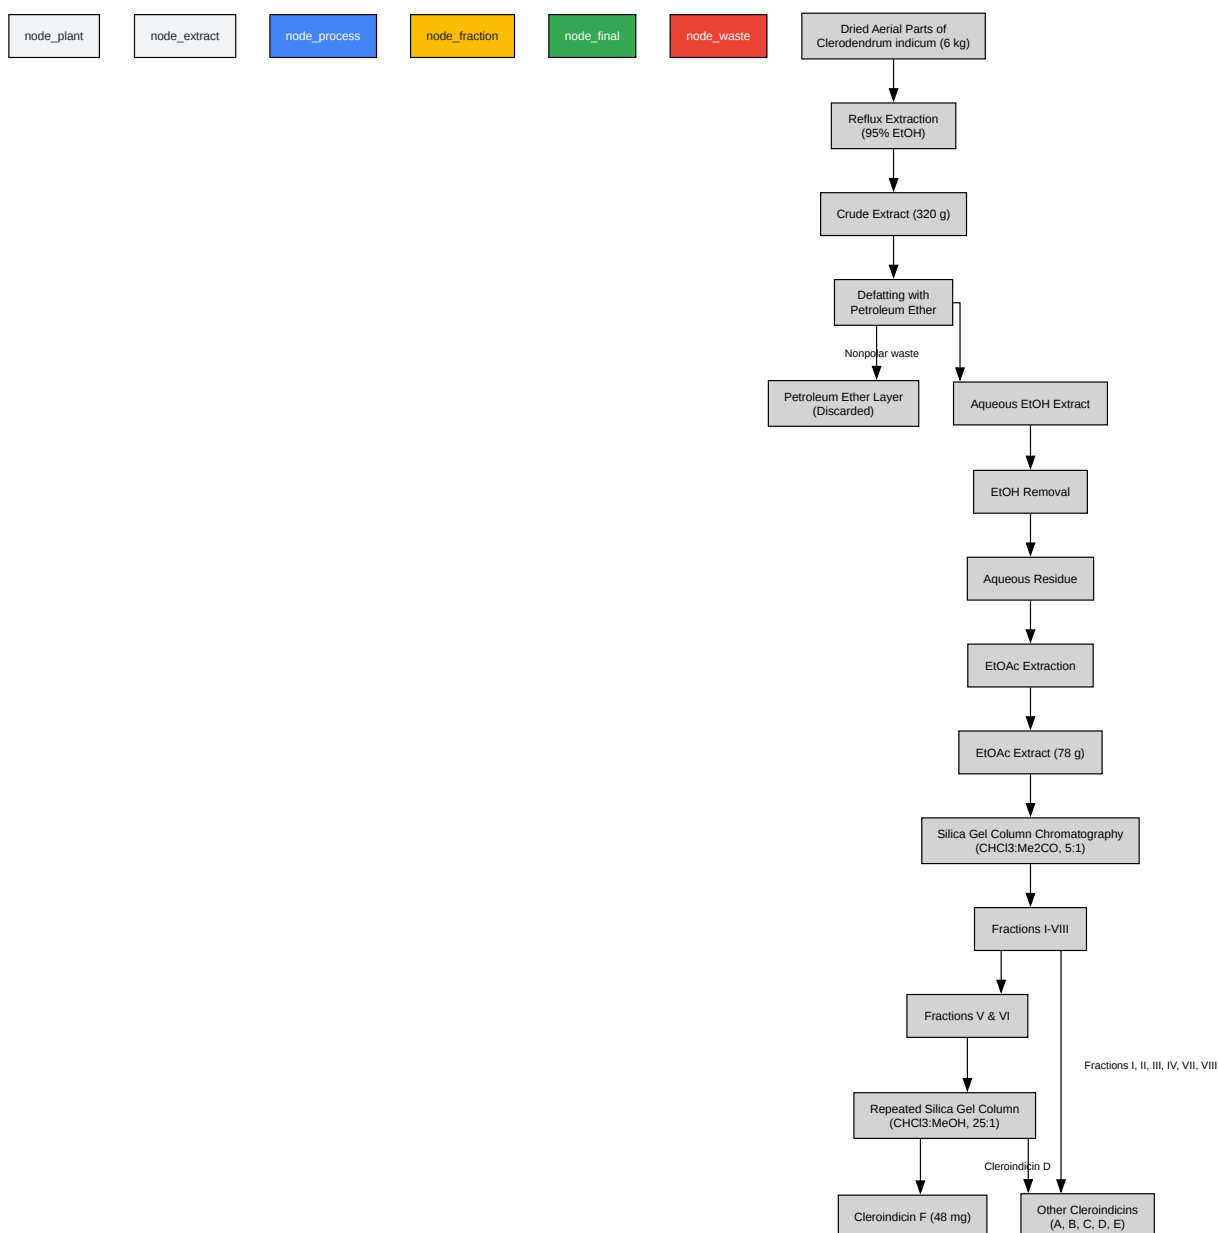 node_plant
node_extract
node_process
node_fraction
node_final
node_waste
Dried Aerial Parts of
Clerodendrum indicum (6 kg)
Reflux Extraction
(95% EtOH)
Crude Extract (320 g)
Defatting with
Petroleum Ether
Nonpolar waste
Petroleum Ether Layer
(Discarded)
Aqueous EtOH Extract
EtOH Removal
Aqueous Residue
EtOAc Extraction
EtOAc Extract (78 g)
Silica Gel Column Chromatography
(CHCl3:Me2CO, 5:1)
Fractions I-VIII
Fractions V & VI
Fractions I, II, III, IV, VII, VIII
Repeated Silica Gel Column
(CHCl3:MeOH, 25:1)
Cleroindicin D
Cleroindicin F (48 mg)
Other Cleroindicins
(A, B, C, D, E)